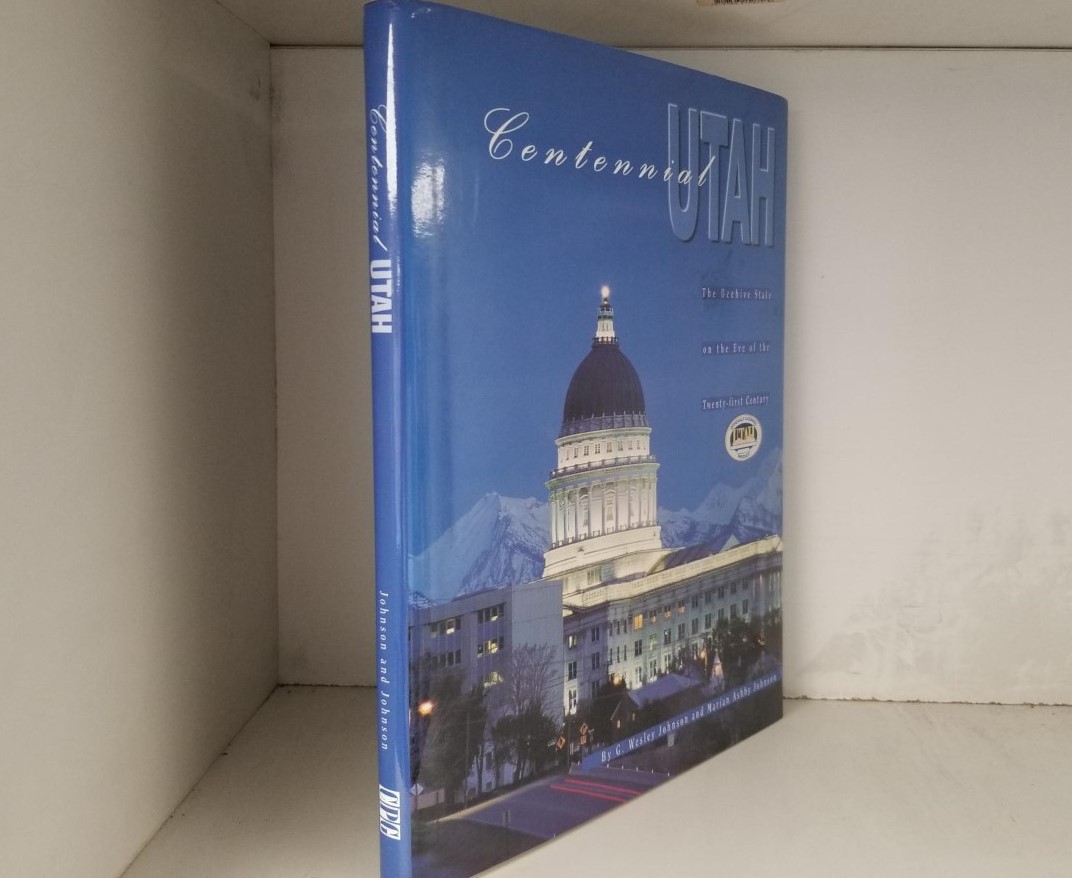 Centennial
UTAH
The Beehive State
on the Eve of the
Twenty-first Century
UTAH
By G. Wesley Johnson and Marian Ashby Johnson
Centennial UTAH
Johnson and Johnson